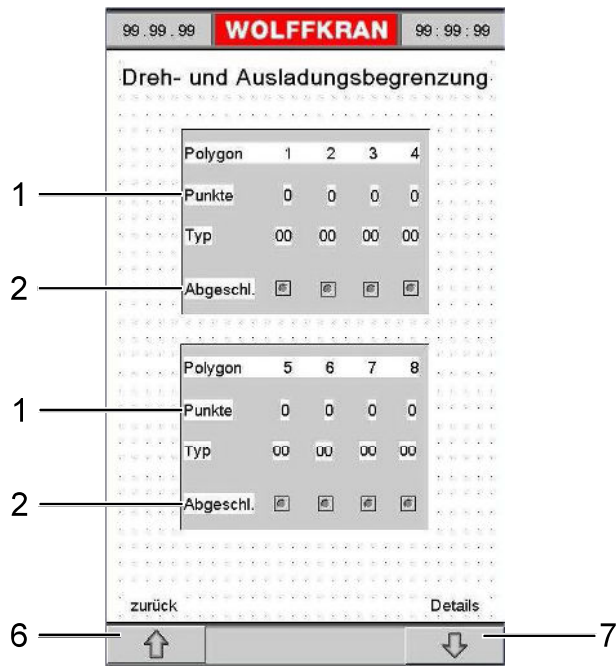 99.99.99 WOLFFKRAN 99:99:99
Dreh- und Ausladungsbegrenzung
Polygon 1 2 3 4
1 Punkte 0 0 0 0
Typ 00 00 00 00
2 Abgeschl.
Polygon 5 6 7 8
1 Punkte 0 0 0 0
Typ 00 00 00 00
2 Abgeschl.
zurück Details
6 7